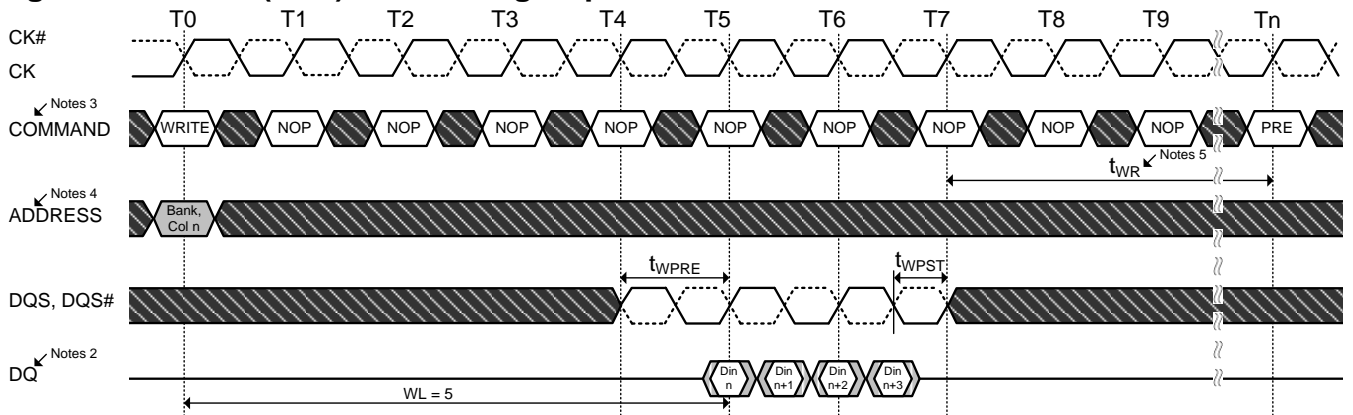 T0 T1 T2 T3 T4 T5 T6 T7 T8 T9 Tn
CK#
CK
Notes 3
COMMAND WRITE NOP NOP NOP NOP NOP NOP NOP NOP NOP PRE
tWR Notes 5
Notes 4
ADDRESS Bank, Col n
tWPRE tWPST
DQS, DQS#
Notes 2
DQ Din n Din n+1 Din n+2 Din n+3
WL = 5